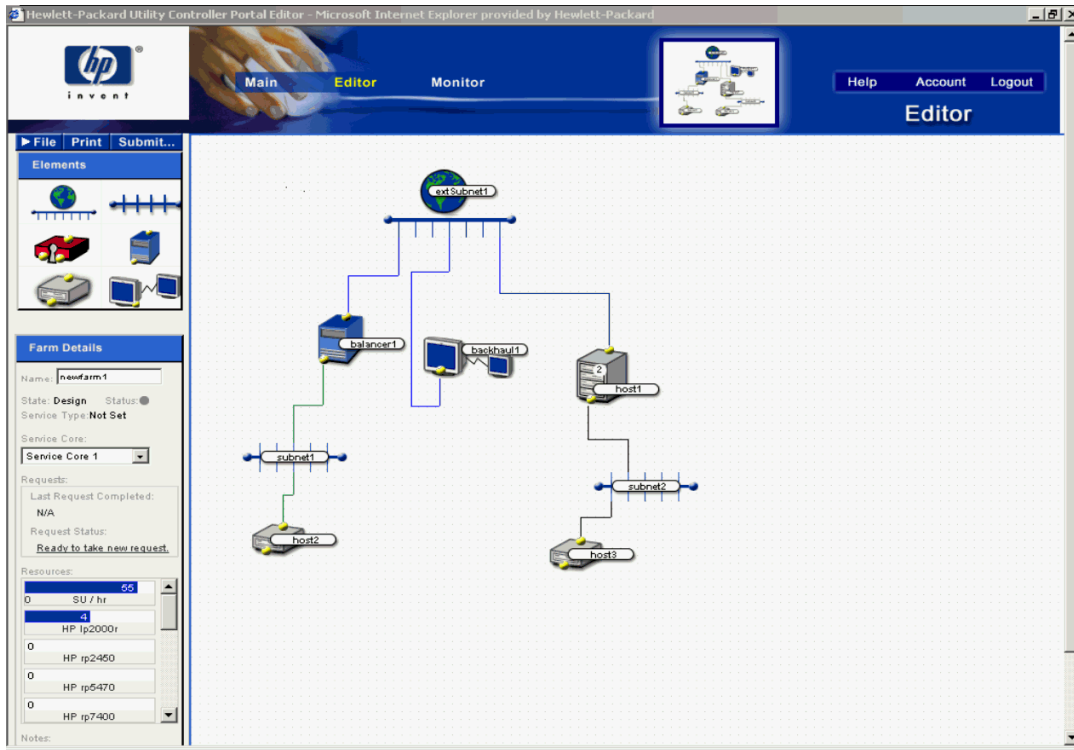 Hewlett-Packard Utility Controller Portal Editor - Microsoft Internet Explorer provided by Hewlett-Packard
hp
®
invent
Main Editor Monitor
Help Account Logout
Editor
File Print Submit...
Elements
extSubnet1
balancer1
backhaul1
2
host1
subnet1
subnet2
host2
host3
Farm Details
Name: newfarm1
State: Design Status:
Service Type: Not Set
Service Core:
Service Core 1
Requests:
Last Request Completed:
N/A
Request Status:
Ready to take new request.
Resources:
55
0 SU / hr
4
HP lp2000r
0
HP rp2450
0
HP rp5470
0
HP rp7400
Notes: